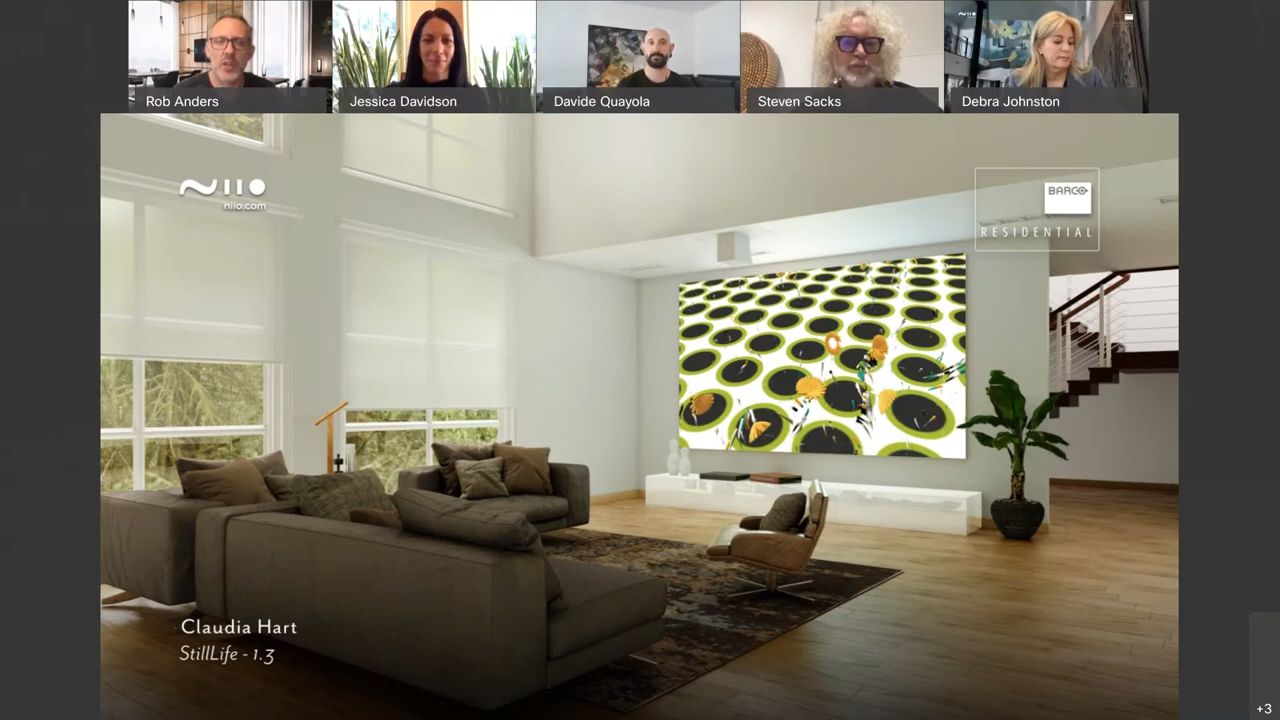 Rob Anders
Jessica Davidson
Davide Quayola
Steven Sacks
Debra Johnston
niio
niio.com
BARCO
RESIDENTIAL
Claudia Hart
StillLife - 1.3
+3